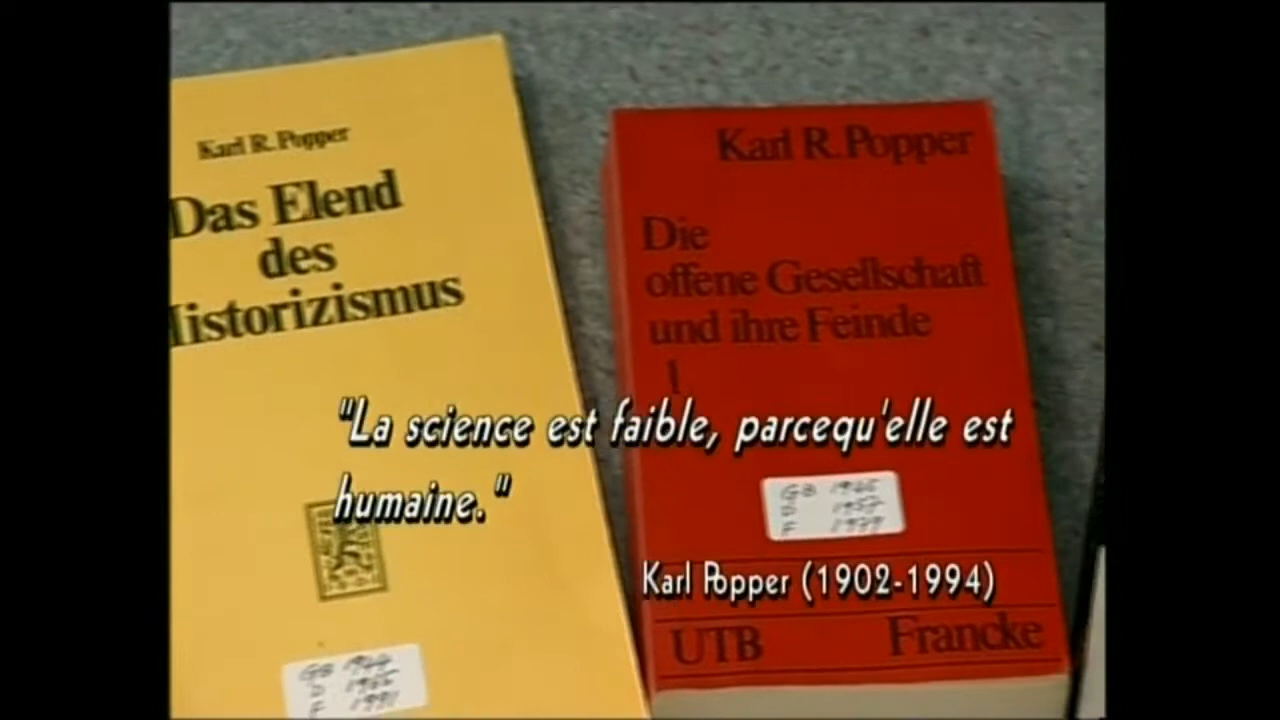 Karl R. Popper
Das Elend
des
Historizismus
Karl R. Popper
Die
offene Gesellschaft
und ihre Feinde
1
"La science est faible, parcequ'elle est
humaine."
Karl Popper (1902-1994)
UTB Francke